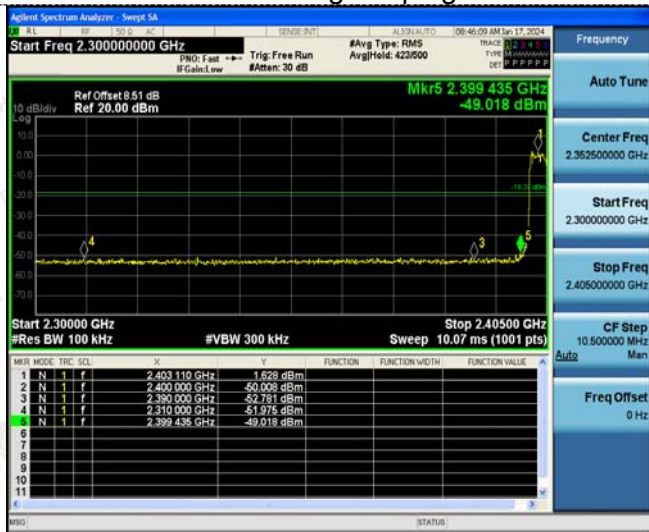 Agilent Spectrum Analyzer - Swept SA
RL RF 50 Ω AC SENSE:INT ALIGN AUTO 08:46:09 AM Jan 17, 2024
Start Freq 2.300000000 GHz
PNO: Fast
IFGain:Low
Trig: Free Run
#Atten: 30 dB
#Avg Type: RMS
Avg|Hold: 423/500
TRACE 1 2 3 4 5 6
TYPE
DET P P P P P P
Ref Offset 8.51 dB
10 dB/div Ref 20.00 dBm
Log
Mkr5 2.399 435 GHz
-49.018 dBm
10.0
0.00
-10.0
-20.0
-30.0
-40.0
-50.0
-60.0
-70.0
1
4
3
5
Start 2.30000 GHz Stop 2.40500 GHz
#Res BW 100 kHz #VBW 300 kHz Sweep 10.07 ms (1001 pts)
MKR MODE TRC SCL X Y FUNCTION FUNCTION WIDTH FUNCTION VALUE
1 N 1 f 2.403 110 GHz 1.628 dBm
2 N 1 f 2.400 000 GHz -50.008 dBm
3 N 1 f 2.390 000 GHz -52.781 dBm
4 N 1 f 2.310 000 GHz -51.975 dBm
5 N 1 f 2.399 435 GHz -49.018 dBm
6
7
8
9
10
11
MSG STATUS
Frequency
Auto Tune
Center Freq
2.352500000 GHz
Start Freq
2.300000000 GHz
Stop Freq
2.405000000 GHz
CF Step
10.500000 MHz
Auto Man
Freq Offset
0 Hz